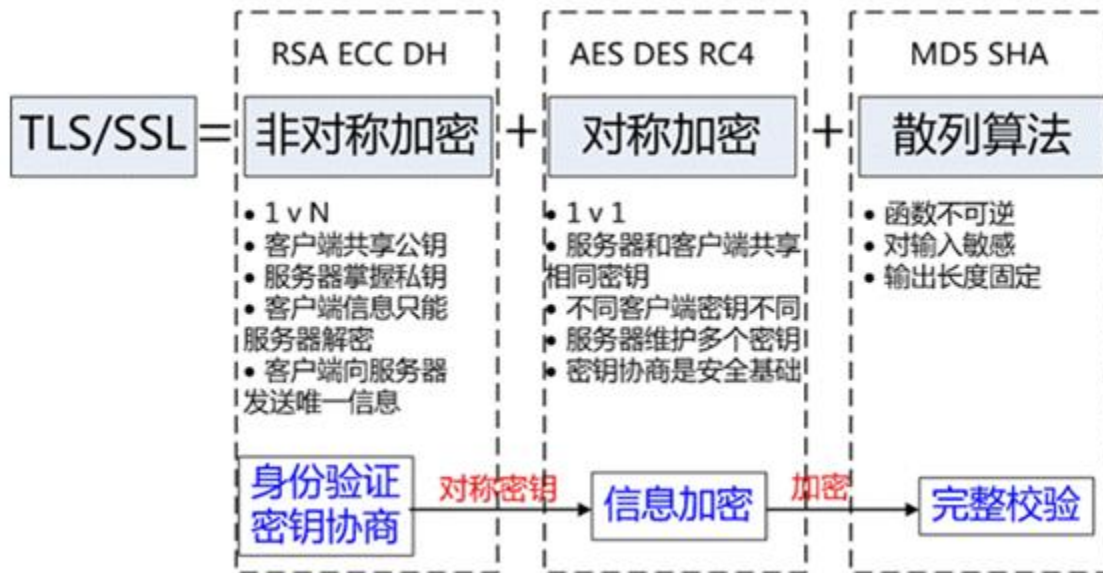 RSA ECC DH
AES DES RC4
MD5 SHA
TLS/SSL = 非对称加密 + 对称加密 + 散列算法
• 1 v N
• 客户端共享公钥
• 服务器掌握私钥
• 客户端信息只能
服务器解密
• 客户端向服务器
发送唯一信息
• 1 v 1
• 服务器和客户端共享
相同密钥
• 不同客户端密钥不同
• 服务器维护多个密钥
• 密钥协商是安全基础
• 函数不可逆
• 对输入敏感
• 输出长度固定
身份验证
密钥协商
对称密钥
信息加密
加密
完整校验